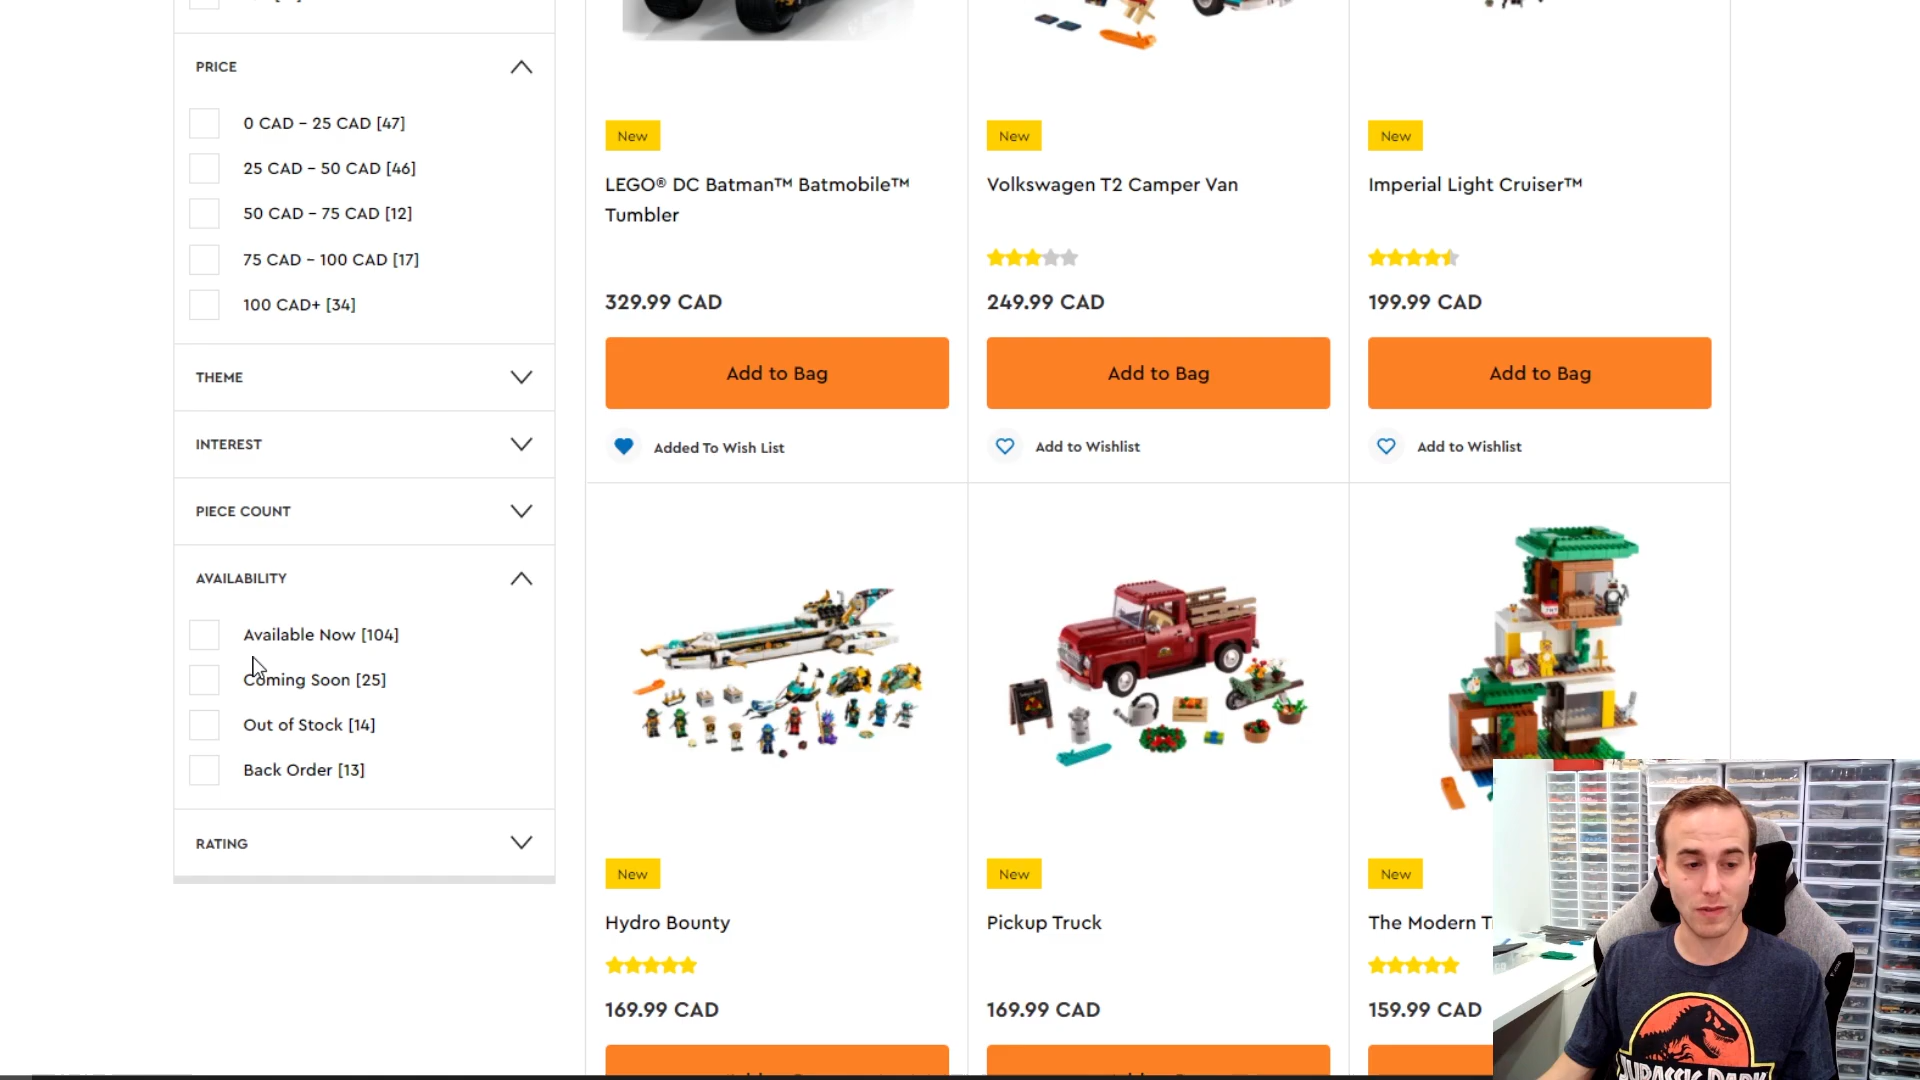 PRICE
0 CAD – 25 CAD [47]
25 CAD – 50 CAD [46]
50 CAD – 75 CAD [12]
75 CAD – 100 CAD [17]
100 CAD+ [34]
THEME
INTEREST
PIECE COUNT
AVAILABILITY
Available Now [104]
Coming Soon [25]
Out of Stock [14]
Back Order [13]
RATING
New
LEGO® DC Batman™ Batmobile™
Tumbler
329.99 CAD
Add to Bag
Added To Wish List
New
Volkswagen T2 Camper Van
249.99 CAD
Add to Bag
Add to Wishlist
New
Imperial Light Cruiser™
199.99 CAD
Add to Bag
Add to Wishlist
New
Hydro Bounty
169.99 CAD
New
Pickup Truck
169.99 CAD
New
The Modern
159.99 CAD
JURASSIC PARK